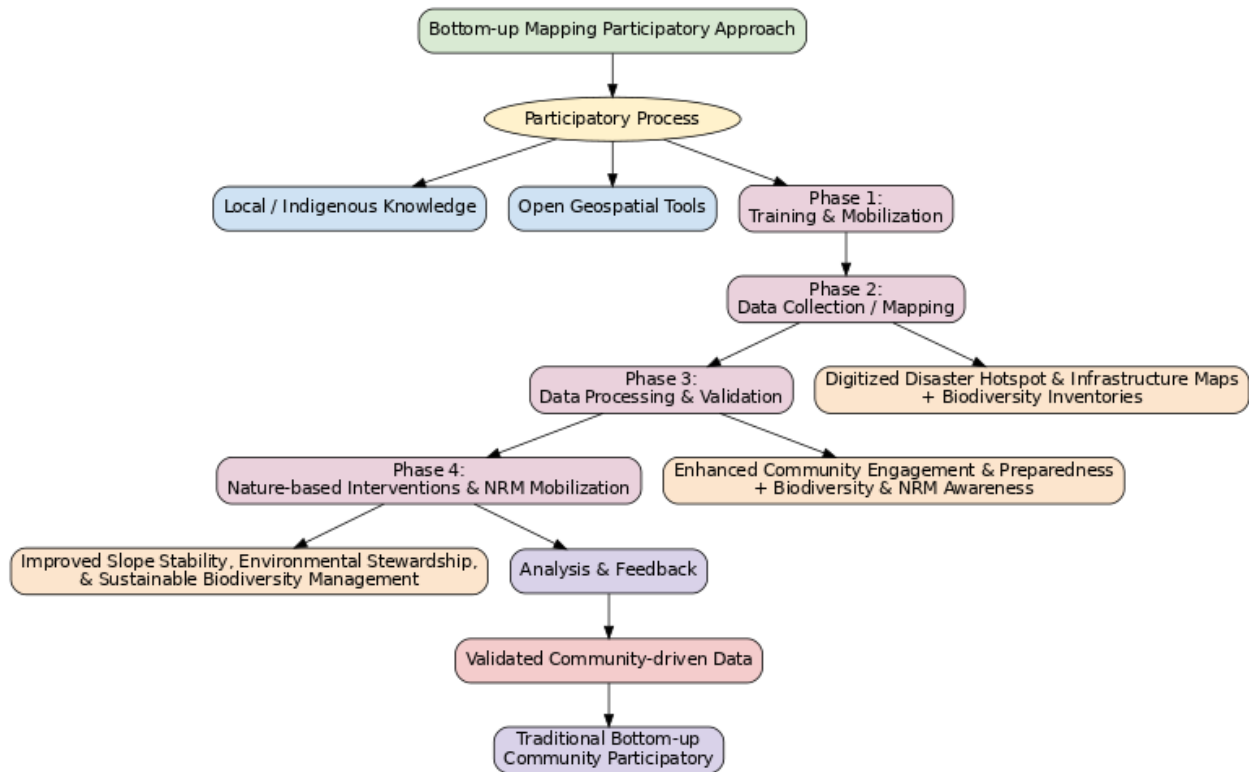 Bottom-up Mapping Participatory Approach
Participatory Process
Local / Indigenous Knowledge
Open Geospatial Tools
Phase 1:
Training & Mobilization
Phase 2:
Data Collection / Mapping
Phase 3:
Data Processing & Validation
Digitized Disaster Hotspot & Infrastructure Maps
+ Biodiversity Inventories
Phase 4:
Nature-based Interventions & NRM Mobilization
Enhanced Community Engagement & Preparedness
+ Biodiversity & NRM Awareness
Improved Slope Stability, Environmental Stewardship,
& Sustainable Biodiversity Management
Analysis & Feedback
Validated Community-driven Data
Traditional Bottom-up
Community Participatory